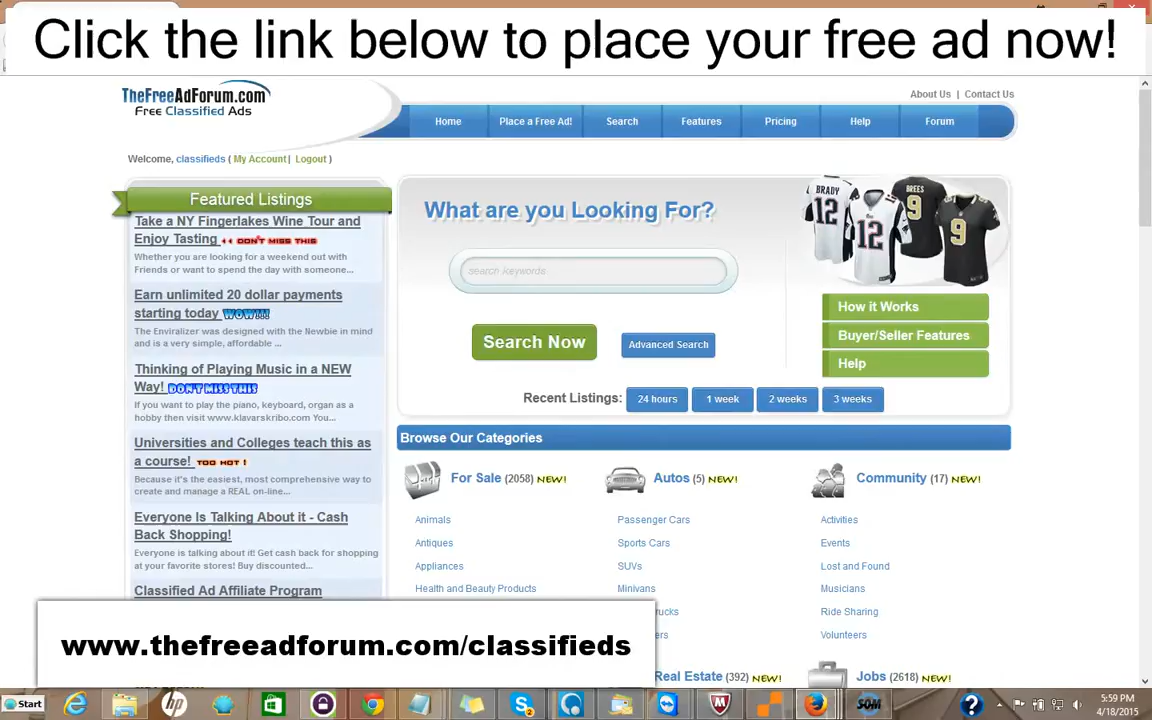 Click the link below to place your free ad now!
TheFreeAdForum.com
Free Classified Ads
About Us | Contact Us
Home Place a Free Ad! Search Features Pricing Help Forum
Welcome, classifieds ( My Account | Logout )
Featured Listings
Take a NY Fingerlakes Wine Tour and
Enjoy Tasting DON'T MISS THIS
Whether you are looking for a weekend out with
Friends or want to spend the day with someone...
Earn unlimited 20 dollar payments
starting today WOW!!!
The Enviralizer was designed with the Newbie in mind
and is a very simple, affordable ...
Thinking of Playing Music in a NEW
Way! DON'T MISS THIS
If you want to play the piano, keyboard, organ as a
hobby then visit www.klavarskribo.com You...
Universities and Colleges teach this as
a course! TOO HOT !
Because it's the easiest, most comprehensive way to
create and manage a REAL on-line...
Everyone Is Talking About it - Cash
Back Shopping!
Everyone is talking about it! Get cash back for shopping
at your favorite stores! Buy discounted...
Classified Ad Affiliate Program
What are you Looking For?
search keywords
Search Now
Advanced Search
Recent Listings: 24 hours 1 week 2 weeks 3 weeks
BRADY
12
12
BREES
9
9
How it Works
Buyer/Seller Features
Help
Browse Our Categories
For Sale (2058) NEW!
Animals
Antiques
Appliances
Health and Beauty Products
Autos (5) NEW!
Passenger Cars
Sports Cars
SUVs
Minivans
Community (17) NEW!
Activities
Events
Lost and Found
Musicians
Ride Sharing
Volunteers
Real Estate (392) NEW!
Jobs (2618) NEW!
www.thefreeadforum.com/classifieds
Start
hp
SOM
5:59 PM
4/18/2015